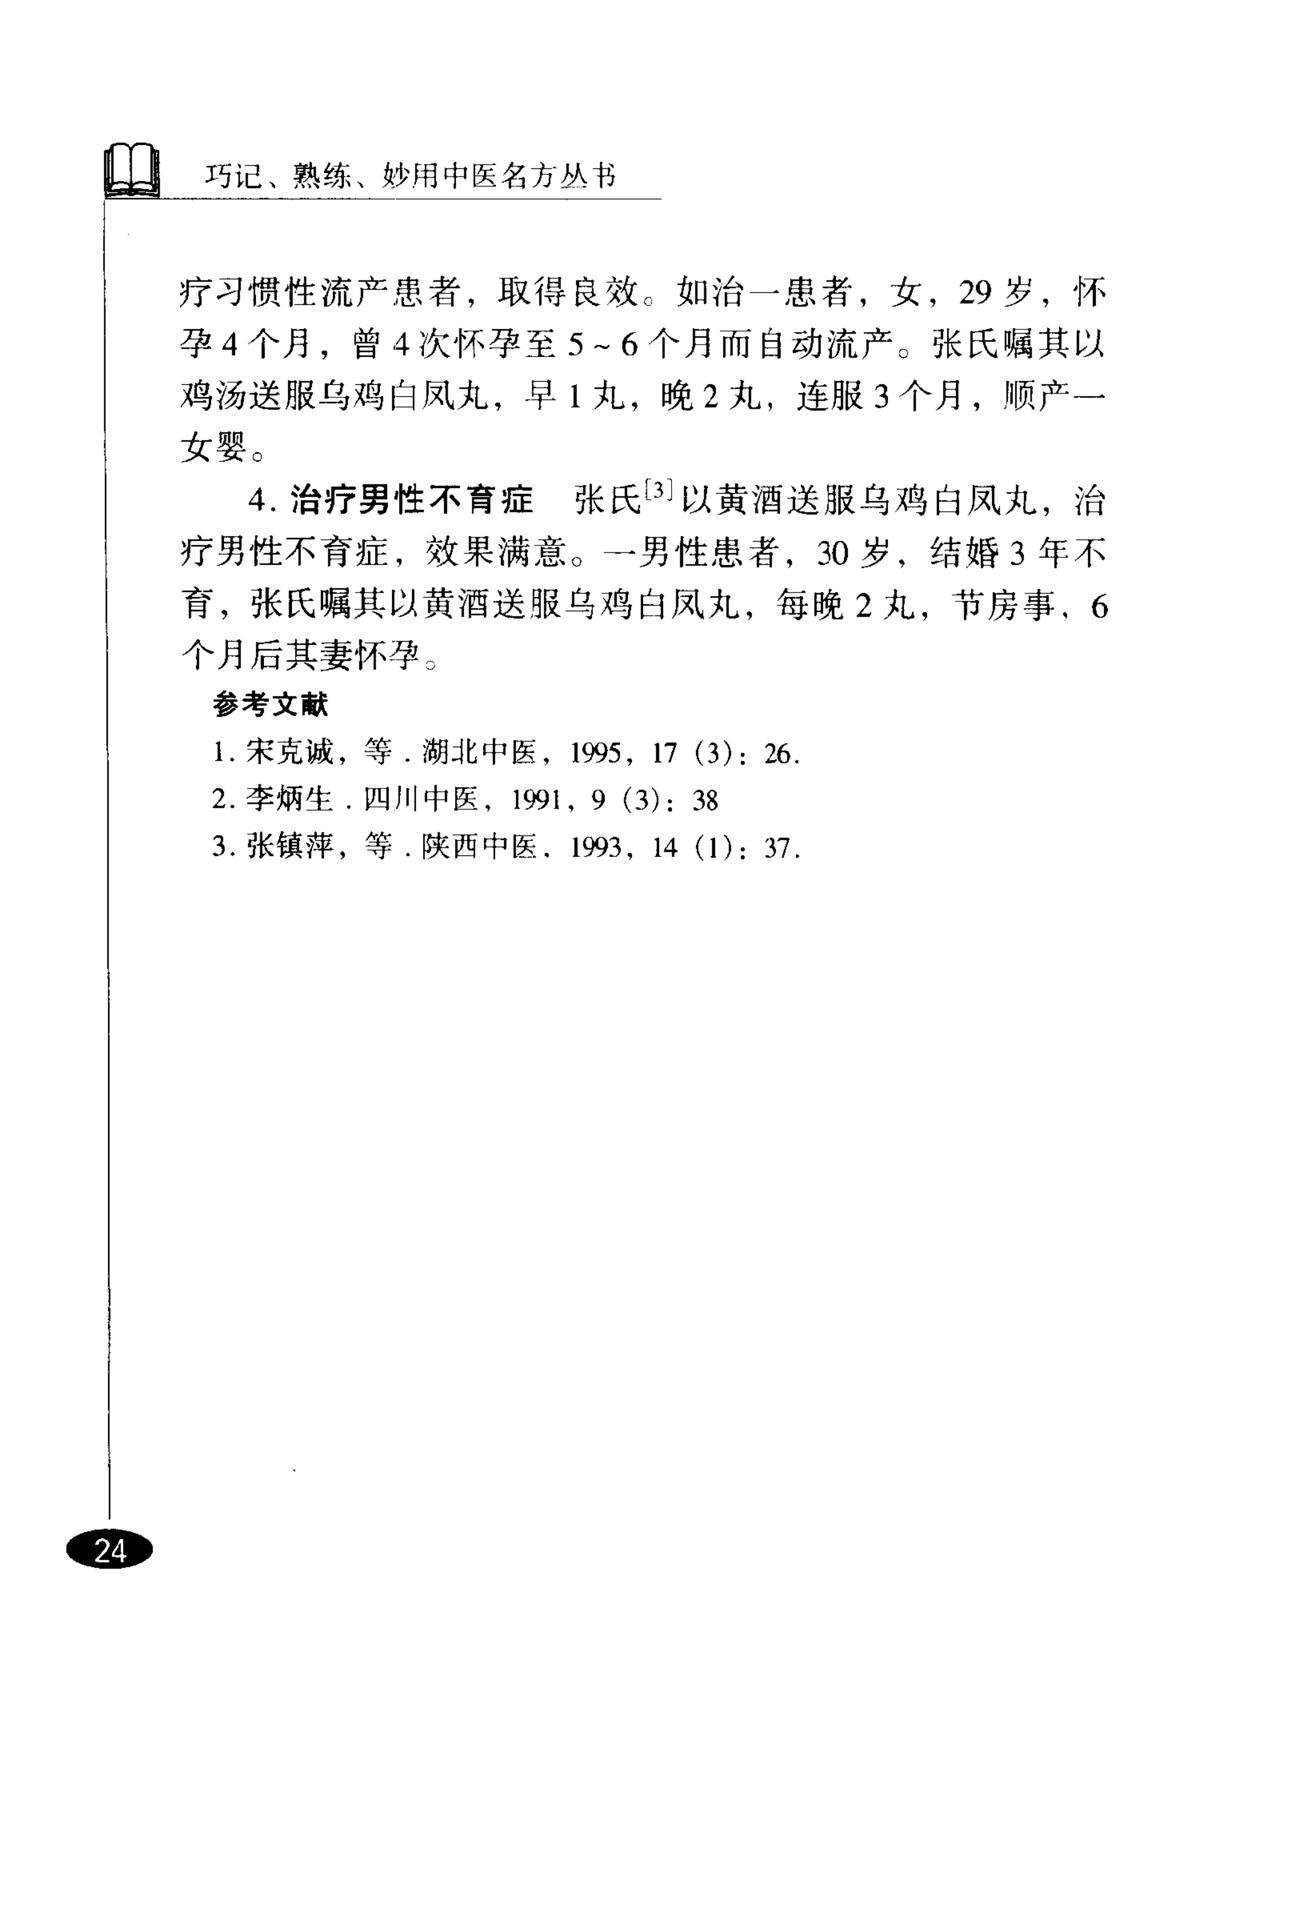 巧记、熟练、妙用中医名方丛书
疗习惯性流产患者，取得良效。如治一患者，女，29岁，怀
孕4个月，曾4次怀孕至5~6个月而自动流产。张氏嘱其以
鸡汤送服乌鸡白凤丸，早1丸，晚2丸，连服3个月，顺产一
女婴。
4.治疗男性不育症 张氏[3]以黄酒送服乌鸡白凤丸，治
疗男性不育症，效果满意。一男性患者，30岁，结婚3年不
育，张氏嘱其以黄酒送服乌鸡白凤丸，每晚2丸，节房事，6
个月后其妻怀孕。
参考文献
1.宋克诚，等.湖北中医，1995，17（3）：26.
2.李炳生.四川中医，1991，9（3）：38
3.张镇萍，等.陕西中医．1993，14（1）：37.
24